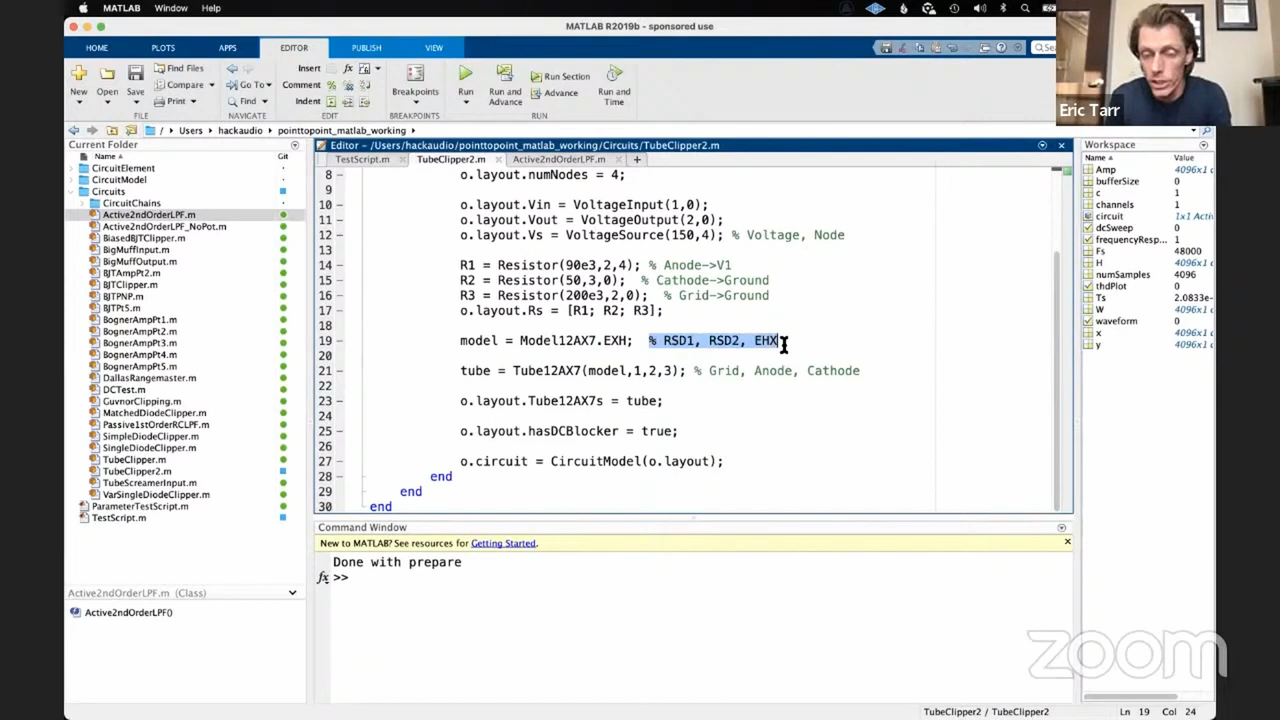 MATLAB Window Help
MATLAB R2019b - sponsored use
HOME PLOTS APPS EDITOR PUBLISH VIEW
New Open Save Find Files Compare Print
FILE
Go To Find
NAVIGATE
Insert fx
Comment %
Indent
EDIT
Breakpoints
BREAKPOINTS
Run Run and Advance Run Section Advance Run and Time
RUN
Eric Tarr
/ Users hackaudio pointtopoint_matlab_working
Current Folder
Name Git
CircuitElement
CircuitModel
Circuits
CircuitChains
Active2ndOrderLPF.m
Active2ndOrderLPF_NoPot.m
BiasedBJTClipper.m
BigMuffInput.m
BigMuffOutput.m
BJTAmpPt2.m
BJTClipper.m
BJTPNP.m
BJTPt5.m
BognerAmpPt1.m
BognerAmpPt2.m
BognerAmpPt3.m
BognerAmpPt4.m
BognerAmpPt5.m
DallasRangemaster.m
DCTest.m
GuvnorClipping.m
MatchedDiodeClipper.m
Passive1stOrderRCLPF.m
SimpleDiodeClipper.m
SingleDiodeClipper.m
TubeClipper.m
TubeClipper2.m
TubeScreamerInput.m
VarSingleDiodeClipper.m
ParameterTestScript.m
TestScript.m
Active2ndOrderLPF.m (Class)
Active2ndOrderLPF()
Editor - /Users/hackaudio/pointtopoint_matlab_working/Circuits/TubeClipper2.m
TestScript.m TubeClipper2.m Active2ndOrderLPF.m
8 o.layout.numNodes = 4;
9
10 o.layout.Vin = VoltageInput(1,0);
11 o.layout.Vout = VoltageOutput(2,0);
12 o.layout.Vs = VoltageSource(150,4); % Voltage, Node
13
14 R1 = Resistor(90e3,2,4); % Anode->V1
15 R2 = Resistor(50,3,0); % Cathode->Ground
16 R3 = Resistor(200e3,2,0); % Grid->Ground
17 o.layout.Rs = [R1; R2; R3];
18
19 model = Model12AX7.EXH; % RSD1, RSD2, EHX
20
21 tube = Tube12AX7(model,1,2,3); % Grid, Anode, Cathode
22
23 o.layout.Tube12AX7s = tube;
24
25 o.layout.hasDCBlocker = true;
26
27 o.circuit = CircuitModel(o.layout);
28 end
29 end
30 end
Command Window
New to MATLAB? See resources for Getting Started.
Done with prepare
fx >>
Workspace
Name Value
Amp 4096x1 c
bufferSize 0
c 1
channels 1
circuit 1x1 Activ
dcSweep 0
frequencyResp... 1
Fs 48000
H 4096x1 c
numSamples 4096
thdPlot 0
Ts 2.0833e-
W 4096x1 c
waveform 0
x 4096x1 c
y 4096x1 c
zoom
TubeClipper2 / TubeClipper2 Ln 19 Col 24